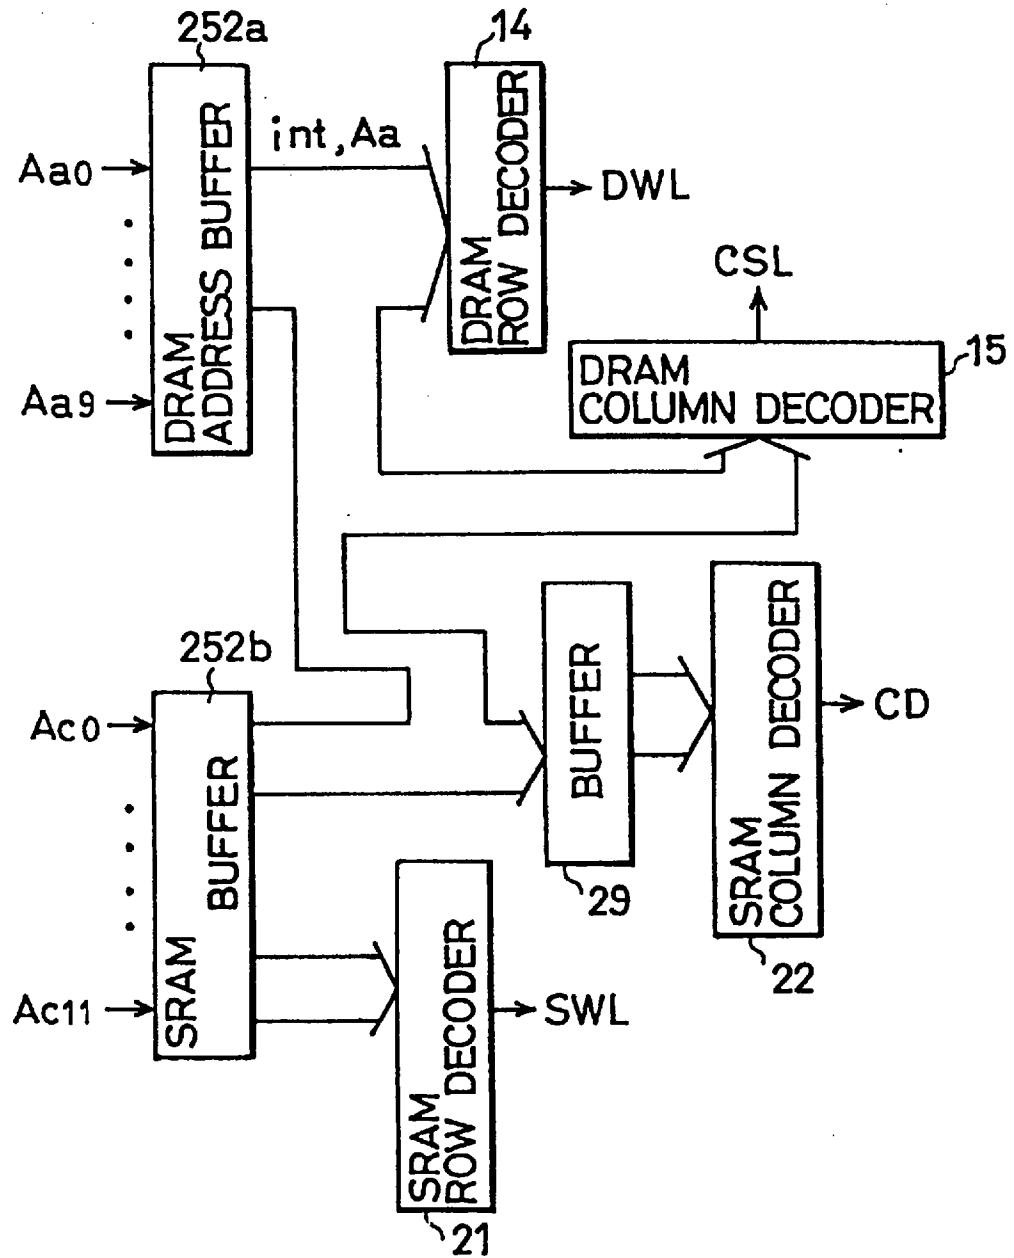 252a
14
Aa0
Aa9
DRAM
ADDRESS BUFFER
int, Aa
DRAM
ROW DECODER
DWL
CSL
15
DRAM
COLUMN DECODER
252b
Ac0
Ac11
SRAM BUFFER
BUFFER
29
SRAM
COLUMN DECODER
CD
22
SRAM
ROW DECODER
SWL
21